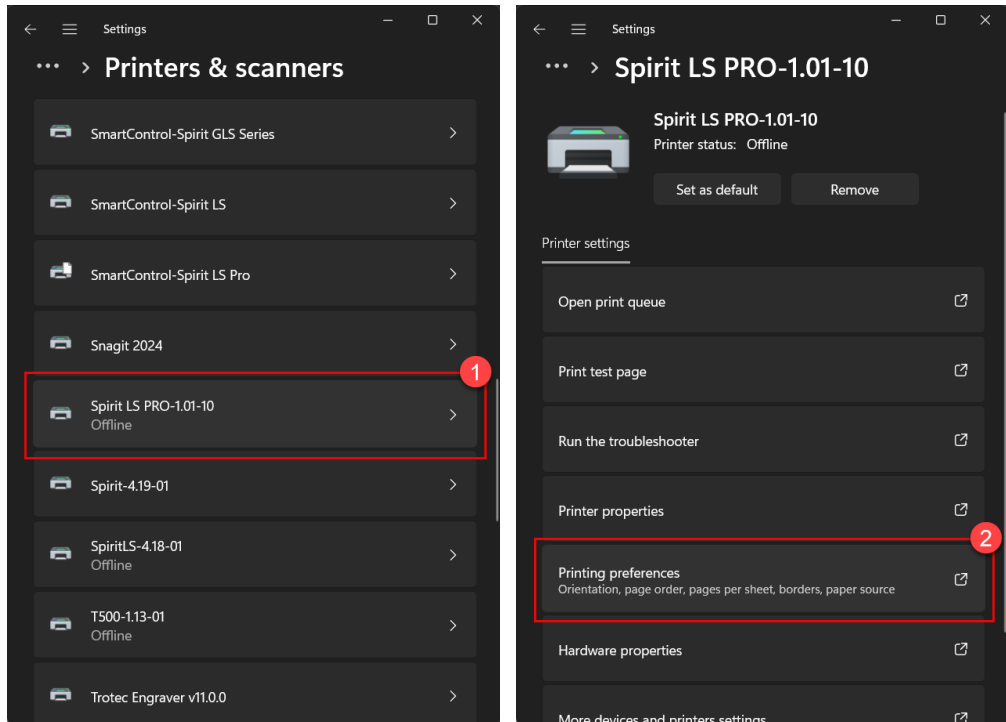 Settings
··· > Printers & scanners
SmartControl-Spirit GLS Series
SmartControl-Spirit LS
SmartControl-Spirit LS Pro
Snagit 2024
1
Spirit LS PRO-1.01-10
Offline
Spirit-4.19-01
SpiritLS-4.18-01
Offline
T500-1.13-01
Offline
Trotec Engraver v11.0.0
Settings
··· > Spirit LS PRO-1.01-10
Spirit LS PRO-1.01-10
Printer status: Offline
Set as default Remove
Printer settings
Open print queue
Print test page
Run the troubleshooter
Printer properties
2
Printing preferences
Orientation, page order, pages per sheet, borders, paper source
Hardware properties
More devices and printers settings